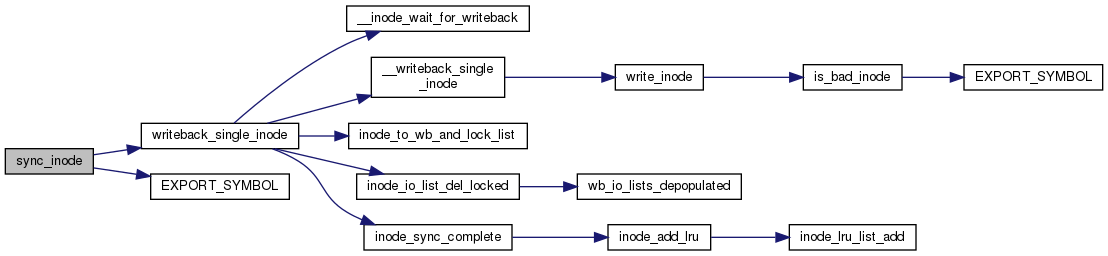 __inode_wait_for_writeback
__writeback_single
_inode
write_inode
is_bad_inode
EXPORT_SYMBOL
writeback_single_inode
inode_to_wb_and_lock_list
sync_inode
EXPORT_SYMBOL
inode_io_list_del_locked
wb_io_lists_depopulated
inode_sync_complete
inode_add_lru
inode_lru_list_add